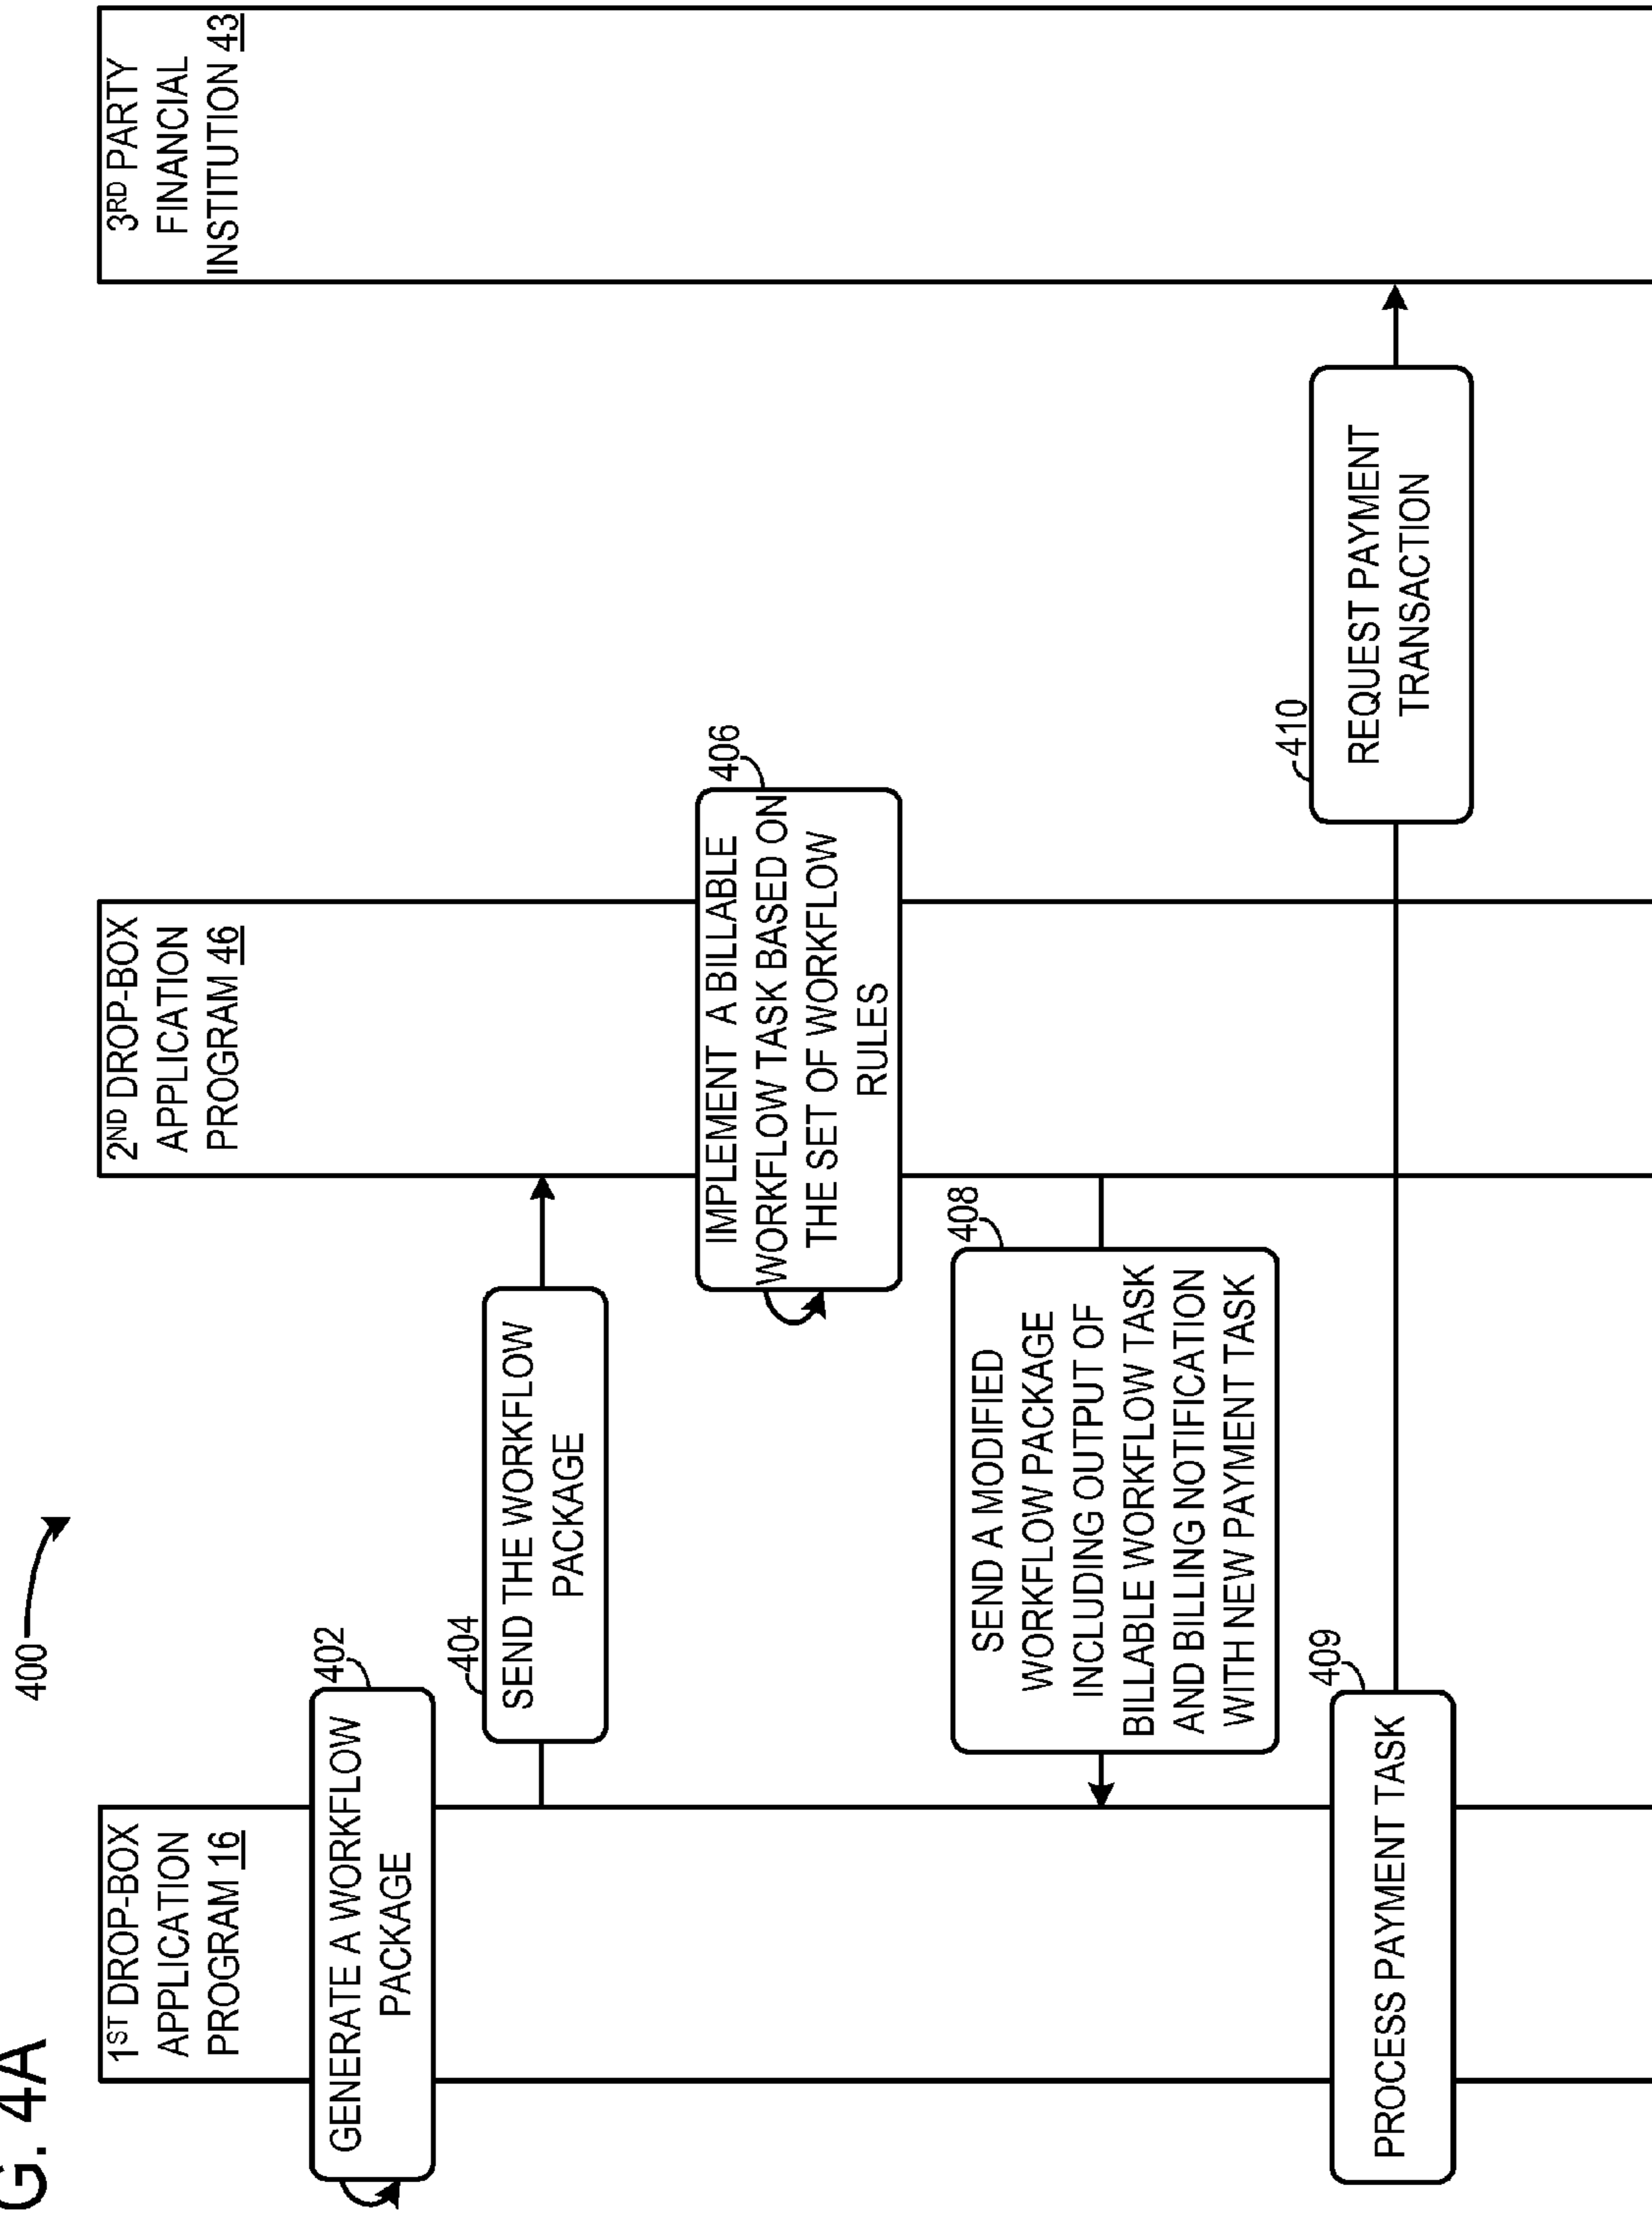 G. 4A
400
1ST DROP-BOX
APPLICATION
PROGRAM 16
2ND DROP-BOX
APPLICATION
PROGRAM 46
3RD PARTY
FINANCIAL
INSTITUTION 43
402
GENERATE A WORKFLOW
PACKAGE
404
SEND THE WORKFLOW
PACKAGE
406
IMPLEMENT A BILLABLE
WORKFLOW TASK BASED ON
THE SET OF WORKFLOW
RULES
408
SEND A MODIFIED
WORKFLOW PACKAGE
INCLUDING OUTPUT OF
BILLABLE WORKFLOW TASK
AND BILLING NOTIFICATION
WITH NEW PAYMENT TASK
409
PROCESS PAYMENT TASK
410
REQUEST PAYMENT
TRANSACTION